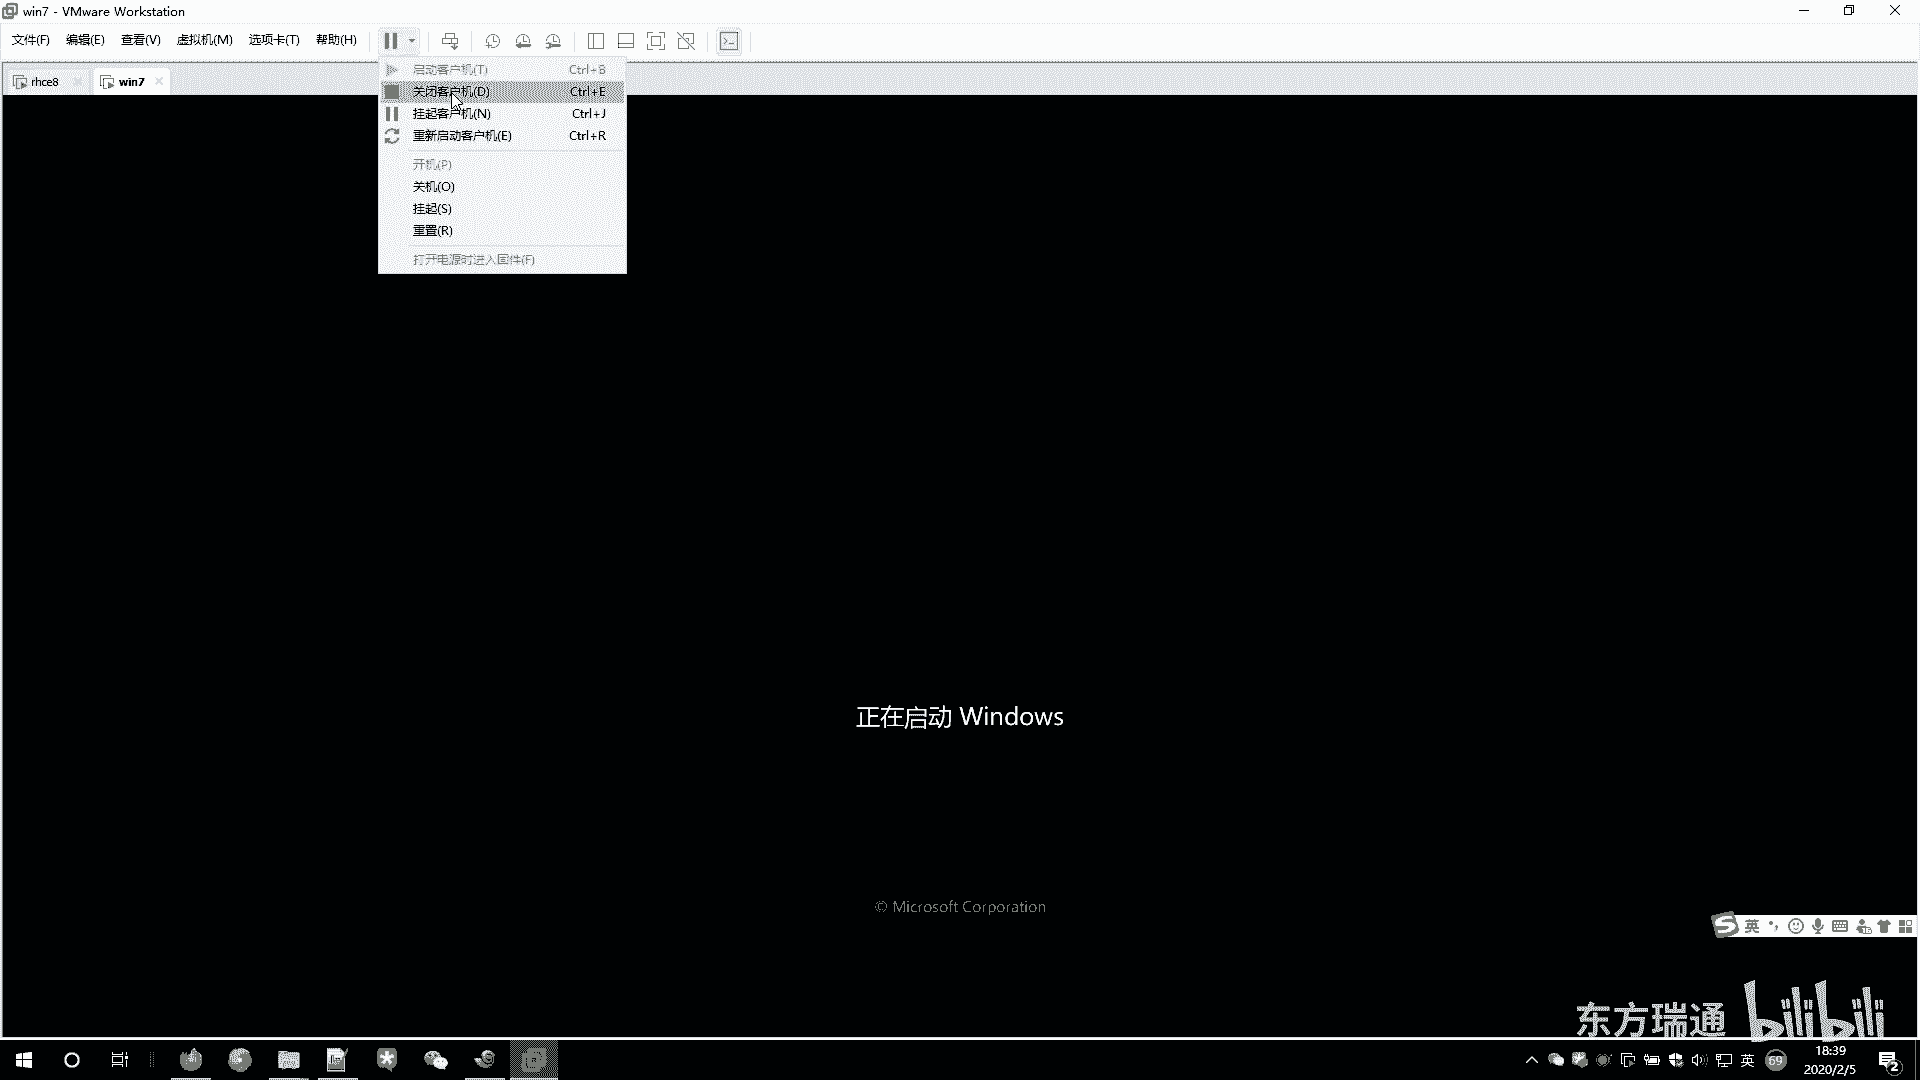 win7 - VMware Workstation
文件(F) 编辑(E) 查看(V) 虚拟机(M) 选项卡(T) 帮助(H)
rhce8 win7
启动客户机(T) Ctrl+B
关闭客户机(D) Ctrl+E
挂起客户机(N) Ctrl+J
重新启动客户机(E) Ctrl+R
开机(P)
关机(O)
挂起(S)
重置(R)
打开电源时进入固件(F)
正在启动 Windows
© Microsoft Corporation
英
东方瑞通 bilibili
英 69 18:39
2020/2/5 2